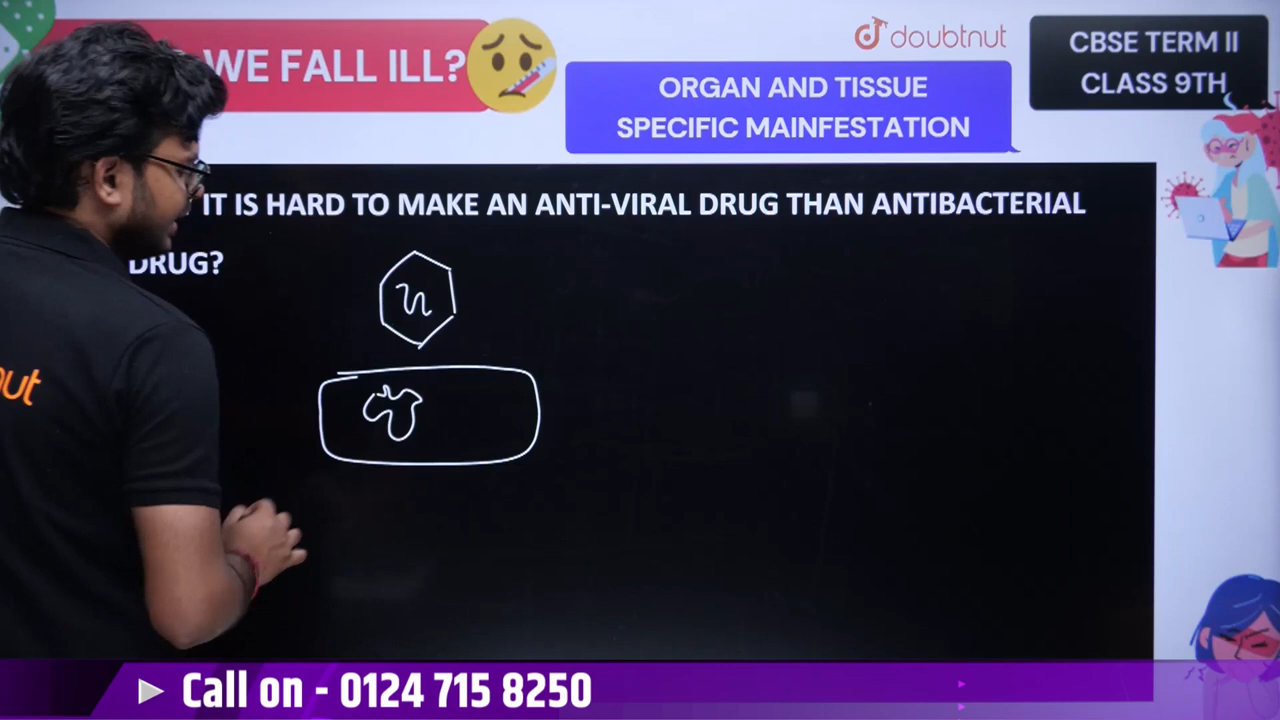 WE FALL ILL?
doubtnut
ORGAN AND TISSUE
SPECIFIC MAINFESTATION
CBSE TERM II
CLASS 9TH
IT IS HARD TO MAKE AN ANTI-VIRAL DRUG THAN ANTIBACTERIAL
DRUG?
nut
Call on - 0124 715 8250